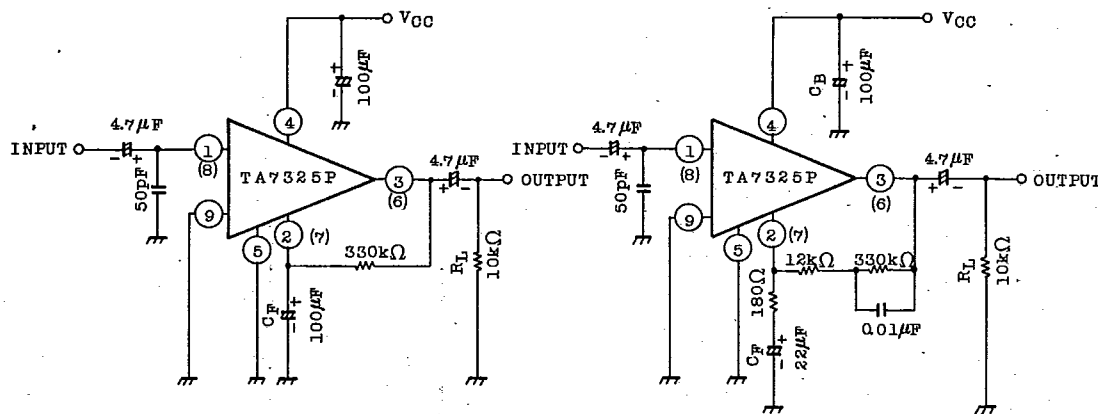 VCC
100μF
- +
4
4.7μF
INPUT
- +
1
(8)
50pF
TA7325P
3
(6)
4.7μF
+ -
OUTPUT
9
5
2
(7)
330kΩ
RL
10kΩ
CF
- +
100μF
VCC
CB
- +
100μF
4
4.7μF
INPUT
- +
1
(8)
50pF
TA7325P
3
(6)
4.7μF
+ -
OUTPUT
9
5
2
(7)
12kΩ
330kΩ
0.01μF
180Ω
RL
10kΩ
CF
- +
22μF